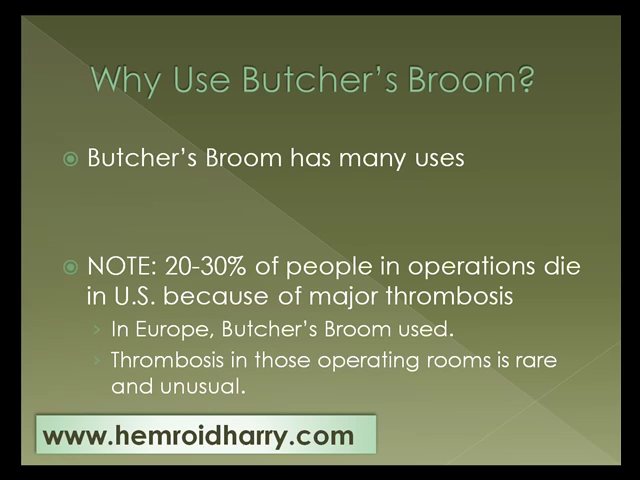 Why Use Butcher's Broom?
Butcher's Broom has many uses
NOTE: 20-30% of people in operations die
in U.S. because of major thrombosis
In Europe, Butcher's Broom used.
Thrombosis in those operating rooms is rare
and unusual.
www.hemroidharry.com